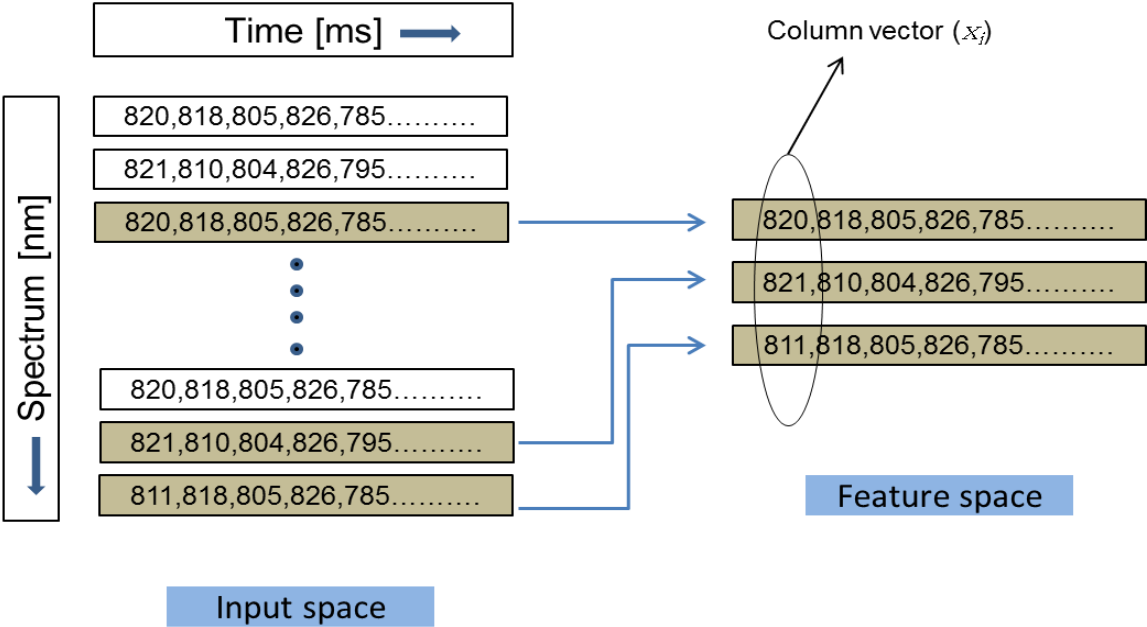 Time [ms]
Column vector (x_j)
Spectrum [nm]
820,818,805,826,785……….
821,810,804,826,795……….
820,818,805,826,785……….
820,818,805,826,785……….
821,810,804,826,795……….
811,818,805,826,785……….
820,818,805,826,785……….
821,810,804,826,795……….
811,818,805,826,785……….
Feature space
Input space